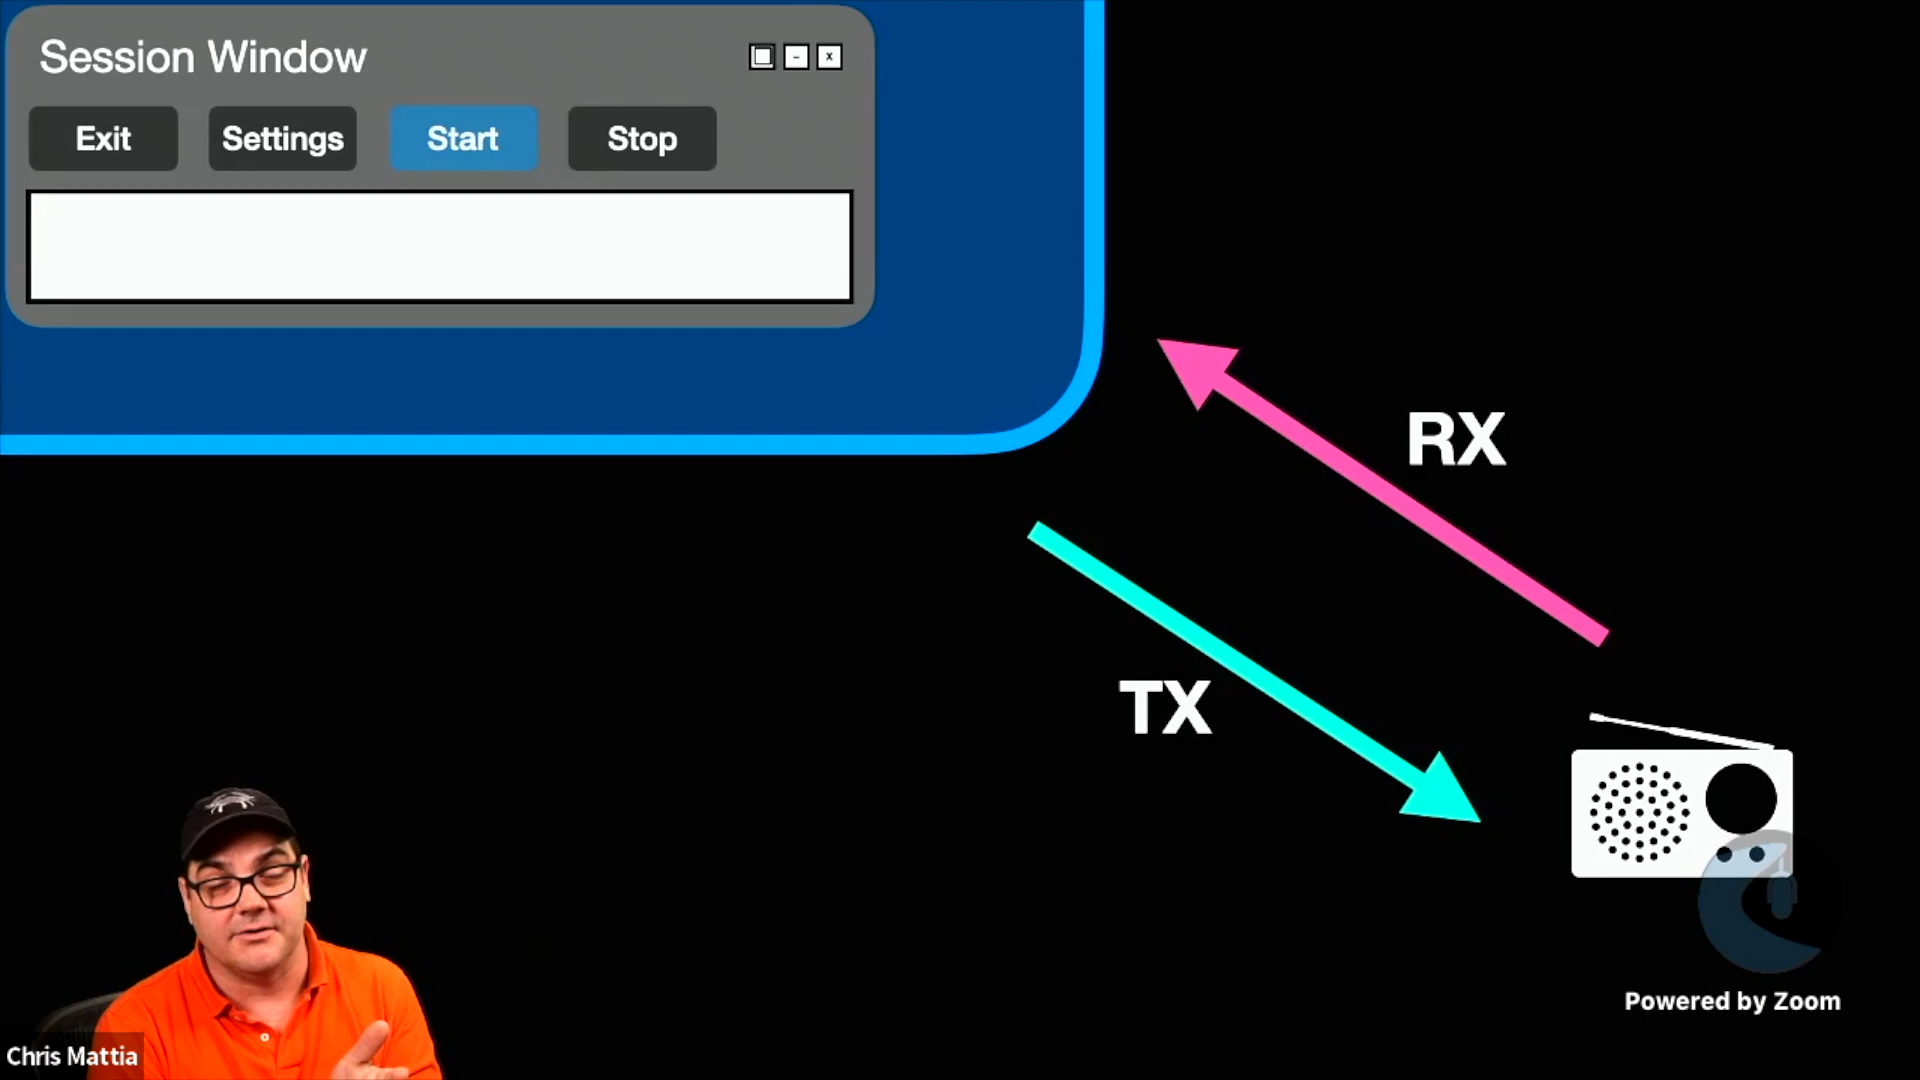 Session Window
-
x
Exit
Settings
Start
Stop
RX
TX
Powered by Zoom
Chris Mattia